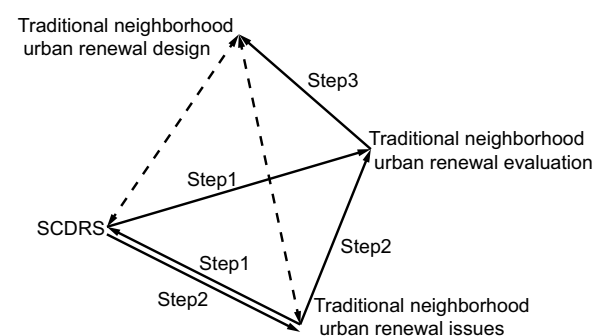 Traditional neighborhood
urban renewal design
Step3
Traditional neighborhood
urban renewal evaluation
Step1
SCDRS
Step2
Step1
Step2
Traditional neighborhood
urban renewal issues